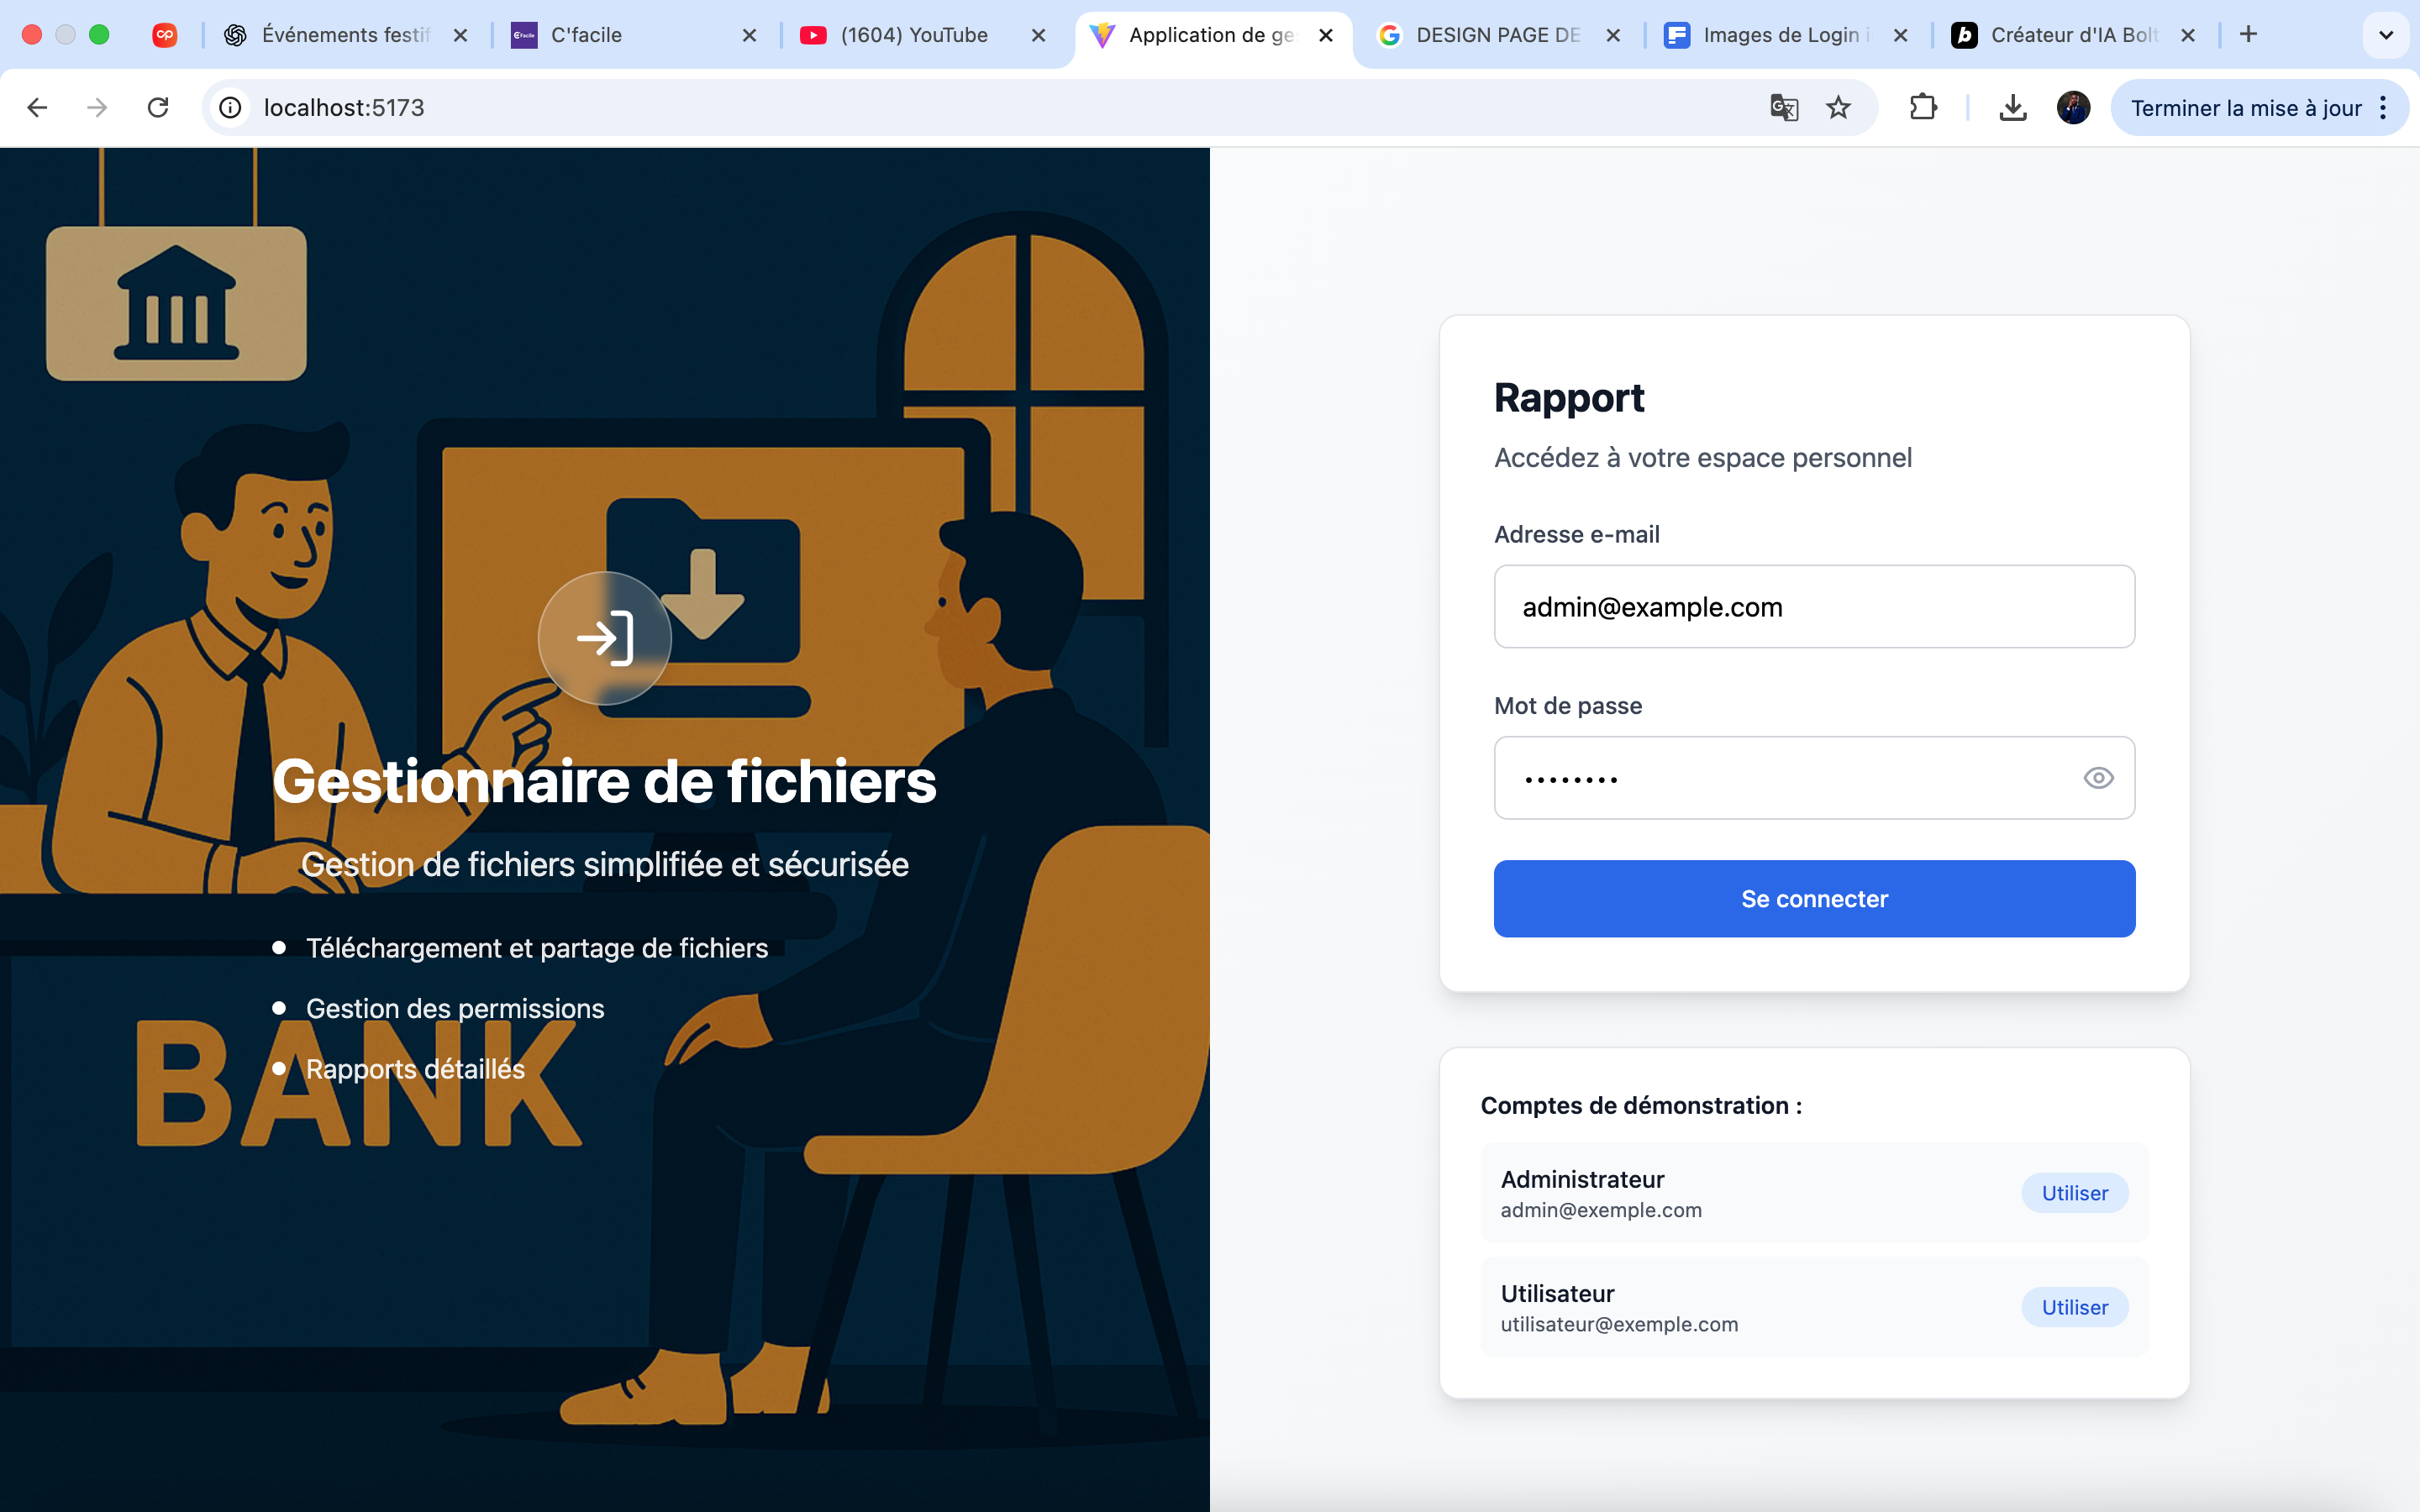 Événements festif
C'facile
(1604) YouTube
Application de ge
DESIGN PAGE DE
Images de Login i
Créateur d'IA Bolt
localhost:5173
Terminer la mise à jour
Gestionnaire de fichiers
Gestion de fichiers simplifiée et sécurisée
Téléchargement et partage de fichiers
Gestion des permissions
Rapports détaillés
BANK
Rapport
Accédez à votre espace personnel
Adresse e-mail
admin@example.com
Mot de passe
••••••••
Se connecter
Comptes de démonstration :
Administrateur
admin@exemple.com
Utiliser
Utilisateur
utilisateur@exemple.com
Utiliser